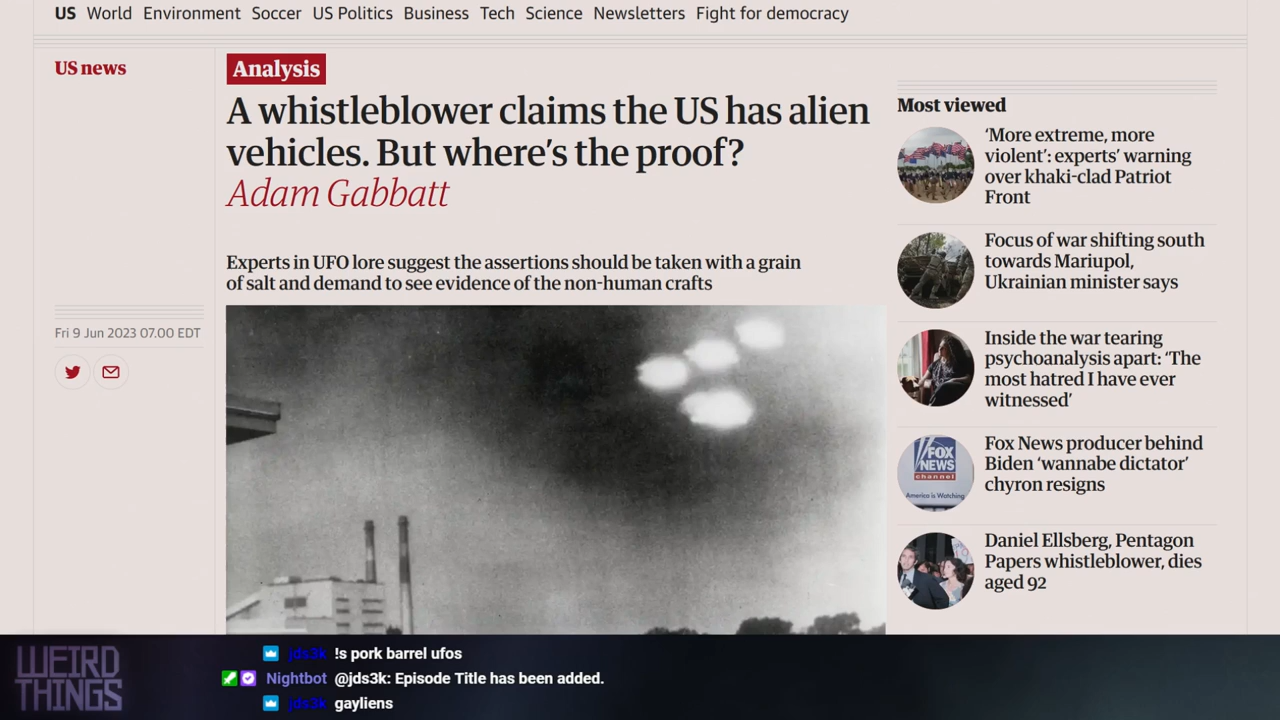 US World Environment Soccer US Politics Business Tech Science Newsletters Fight for democracy
US news
Analysis
A whistleblower claims the US has alien
vehicles. But where's the proof?
Adam Gabbatt
Experts in UFO lore suggest the assertions should be taken with a grain
of salt and demand to see evidence of the non-human crafts
Fri 9 Jun 2023 07.00 EDT
Most viewed
‘More extreme, more
violent’: experts’ warning
over khaki-clad Patriot
Front
Focus of war shifting south
towards Mariupol,
Ukrainian minister says
Inside the war tearing
psychoanalysis apart: ‘The
most hatred I have ever
witnessed’
FOX
NEWS
channel
America is Watching
Fox News producer behind
Biden ‘wannabe dictator’
chyron resigns
Daniel Ellsberg, Pentagon
Papers whistleblower, dies
aged 92
WEIRD
THINGS
jds3k !s pork barrel ufos
Nightbot @jds3k: Episode Title has been added.
jds3k gayliens